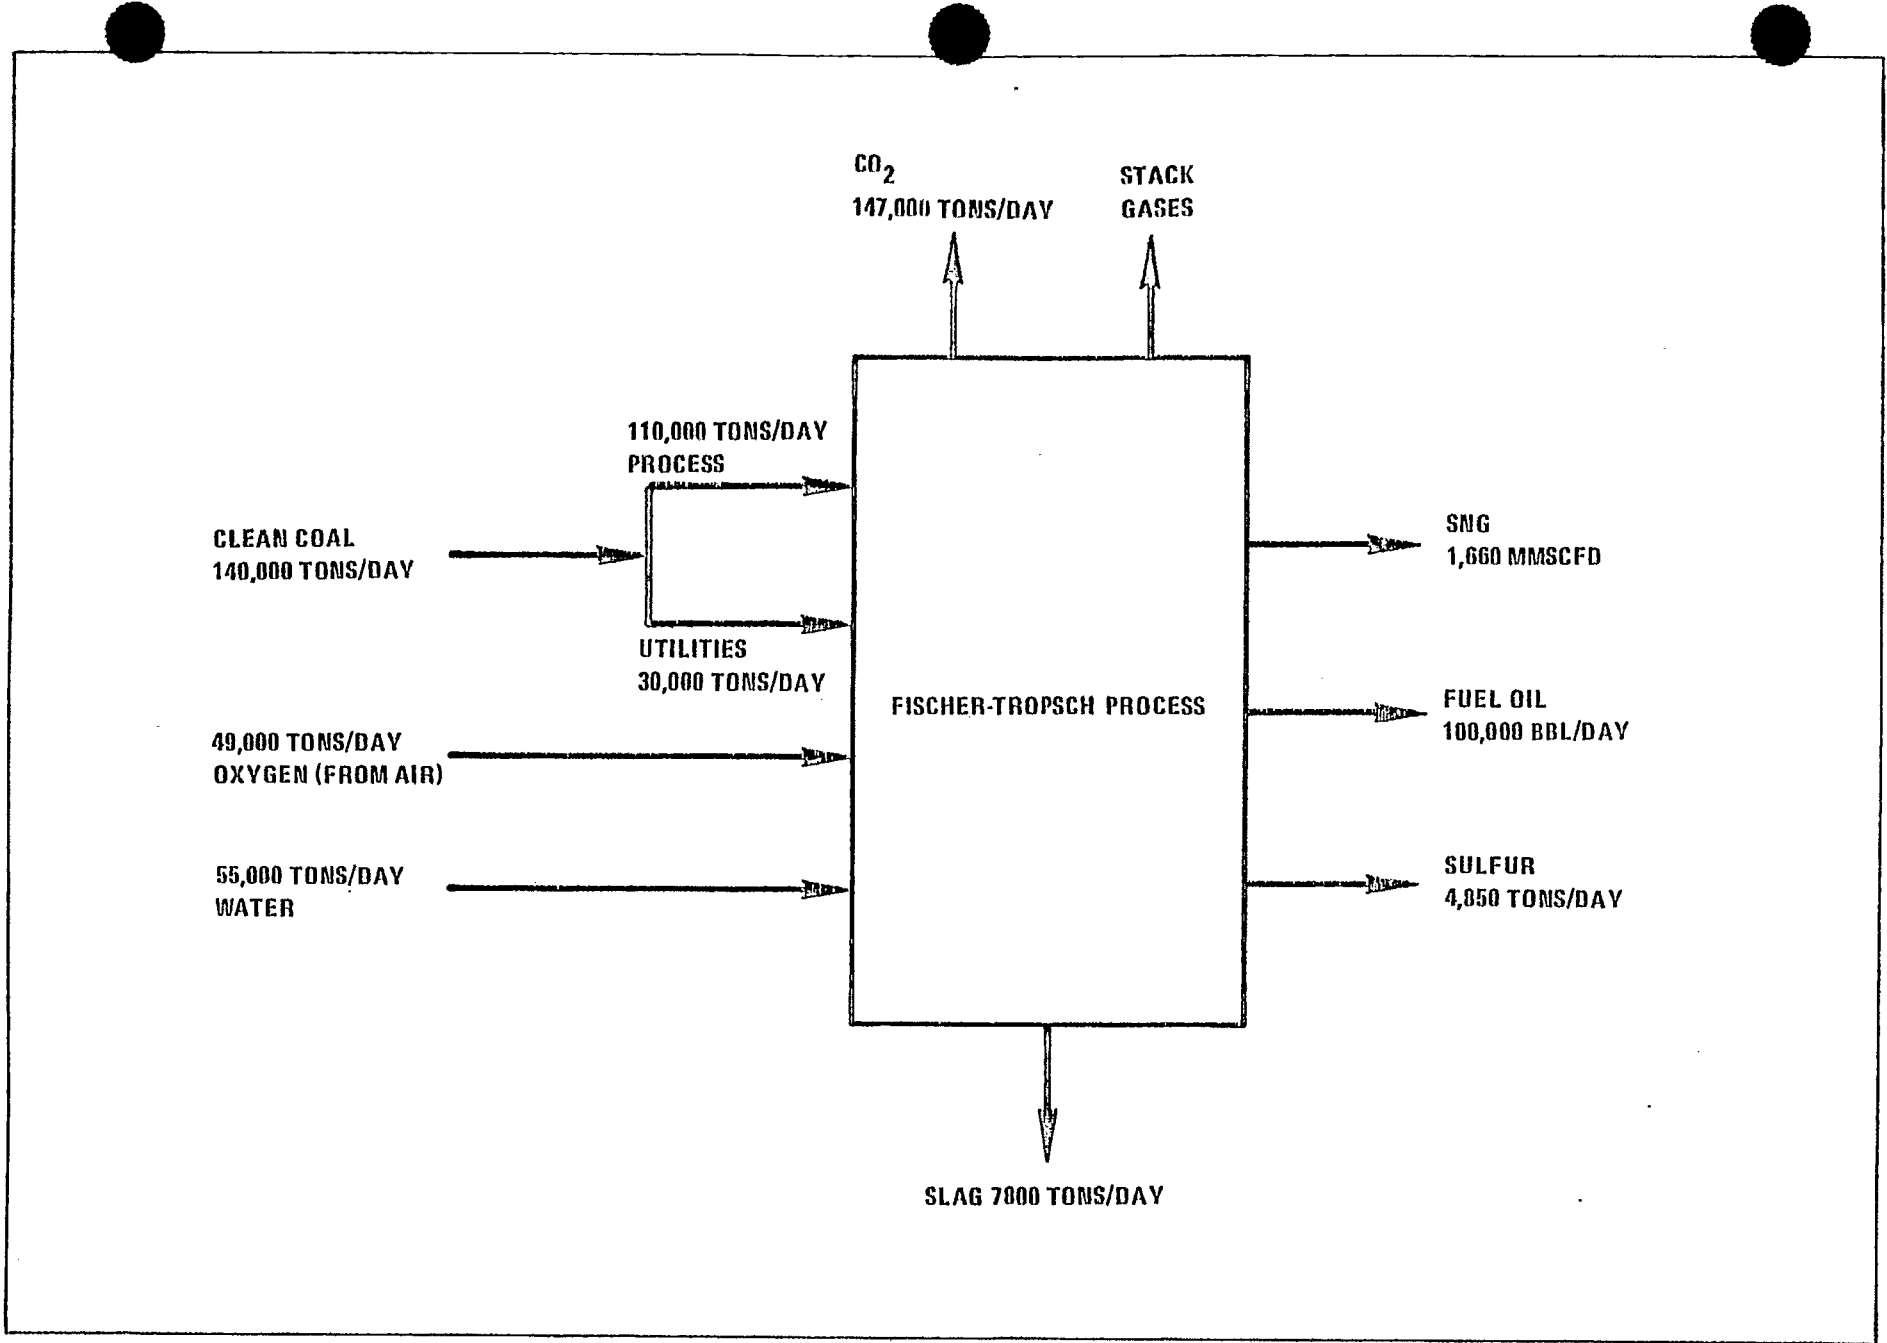 CO2
147,000 TONS/DAY
STACK
GASES
110,000 TONS/DAY
PROCESS
CLEAN COAL
140,000 TONS/DAY
UTILITIES
30,000 TONS/DAY
49,000 TONS/DAY
OXYGEN (FROM AIR)
55,000 TONS/DAY
WATER
FISCHER-TROPSCH PROCESS
SNG
1,660 MMSCFD
FUEL OIL
100,000 BBL/DAY
SULFUR
4,850 TONS/DAY
SLAG 7800 TONS/DAY